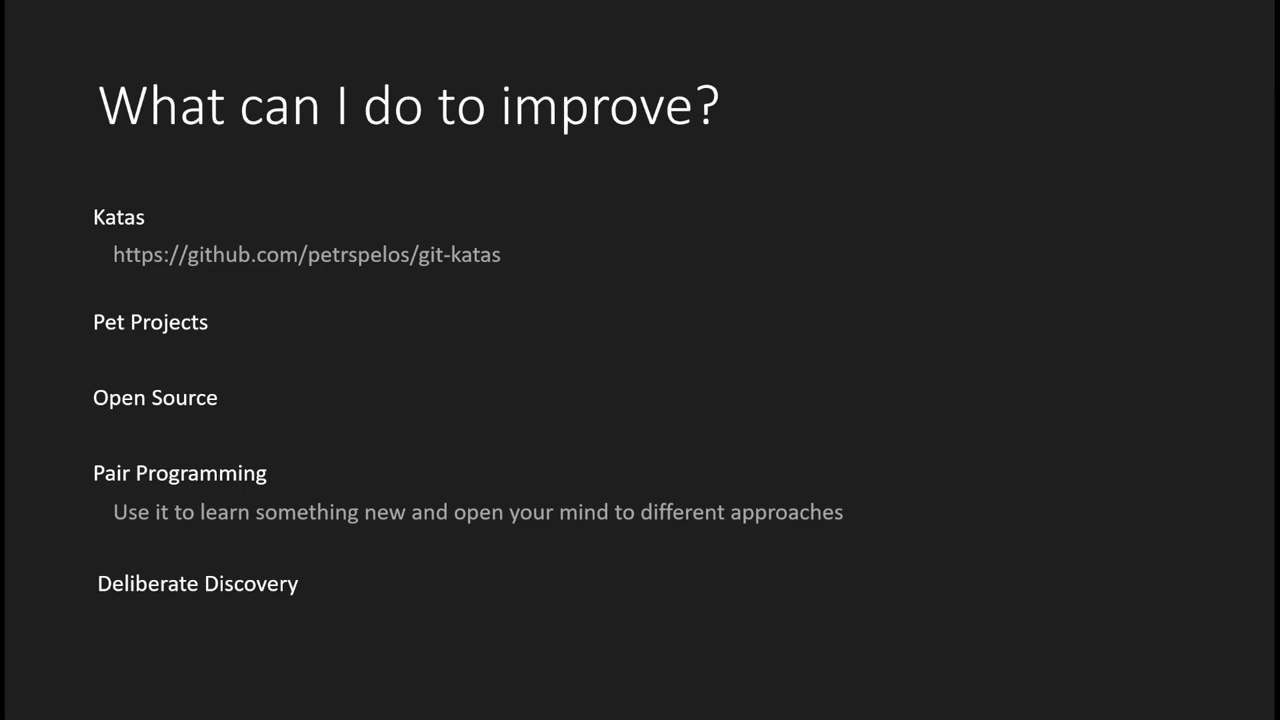 What can I do to improve?
Katas
https://github.com/petrspelos/git-katas
Pet Projects
Open Source
Pair Programming
Use it to learn something new and open your mind to different approaches
Deliberate Discovery